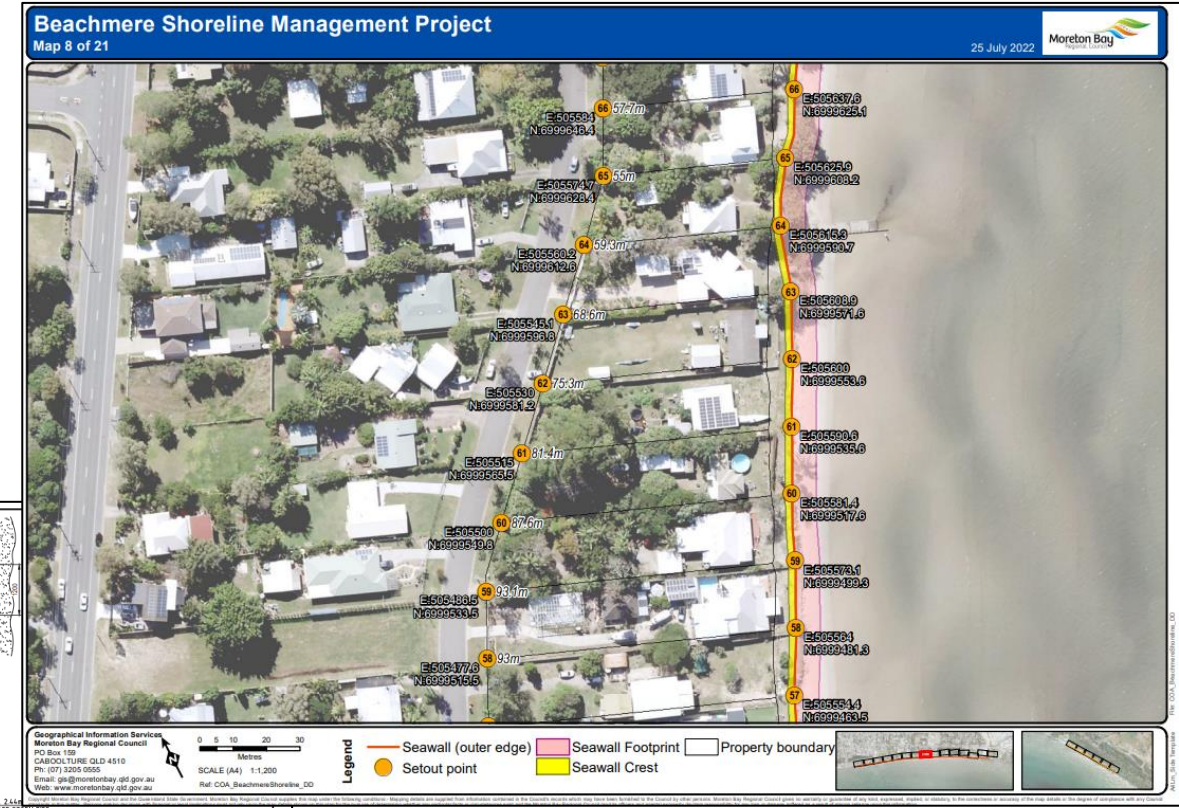 Beachmere Shoreline Management Project
Map 8 of 21
25 July 2022
Moreton Bay
Regional Council
66 57.7m
E:505584
N:6999646.4
66
E:505637.6
N:6999625.1
65 55m
E:505574.7
N:6999628.4
65
E:505625.9
N:6999608.2
64 59.3m
E:505560.2
N:6999612.6
64
E:505615.3
N:6999590.7
63 68.6m
E:505545.1
N:6999596.8
63
E:505608.9
N:6999571.6
62 75.3m
E:505530
N:6999581.2
62
E:505600
N:6999553.6
61 81.4m
E:505515
N:6999565.5
61
E:505590.6
N:6999535.6
60 87.6m
E:505500
N:6999549.8
60
E:505581.4
N:6999517.6
59 93.1m
E:505486.5
N:6999533.5
59
E:505573.1
N:6999499.3
58 93m
E:505477.6
N:6999515.5
58
E:505564
N:6999481.3
57
E:505554.4
N:6999463.5
Geographical Information Services
Moreton Bay Regional Council
PO Box 159
CABOOLTURE QLD 4510
Ph: (07) 3205 0555
Email: gis@moretonbay.qld.gov.au
Web: www.moretonbay.qld.gov.au
N
0 5 10 20 30
Metres
SCALE (A4) 1:1,200
Ref: COA_BeachmereShoreline_DD
Legend
Seawall (outer edge)
Setout point
Seawall Footprint
Seawall Crest
Property boundary
File: COA_BeachmereShoreline_DD
1200